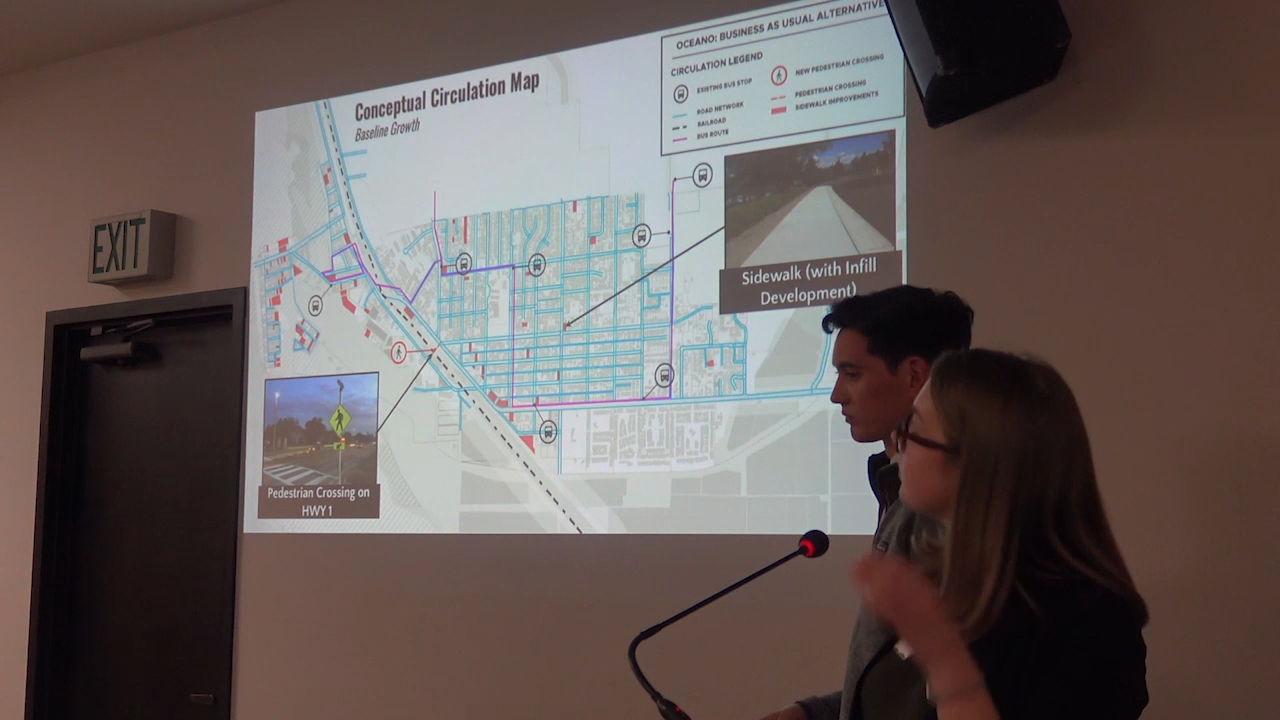 OCEANO: BUSINESS AS USUAL ALTERNATIVE
Conceptual Circulation Map
Baseline Growth
CIRCULATION LEGEND
EXISTING BUS STOP
ROAD NETWORK
RAILROAD
BUS ROUTE
NEW PEDESTRIAN CROSSING
PEDESTRIAN CROSSING
SIDEWALK IMPROVEMENTS
EXIT
Sidewalk (with Infill
Development)
Pedestrian Crossing on
HWY 1